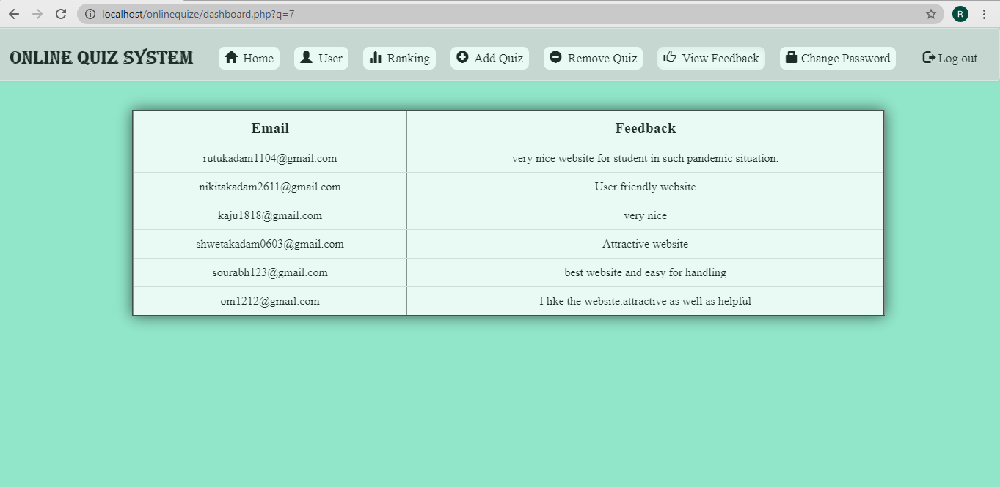 localhost/onlinequize/dashboard.php?q=7
R
ONLINE QUIZ SYSTEM Home User Ranking Add Quiz Remove Quiz View Feedback Change Password Log out
Email Feedback
rutukadam1104@gmail.com very nice website for student in such pandemic situation.
nikitakadam2611@gmail.com User friendly website
kaju1818@gmail.com very nice
shwetakadam0603@gmail.com Attractive website
sourabh123@gmail.com best website and easy for handling
om1212@gmail.com I like the website.attractive as well as helpful